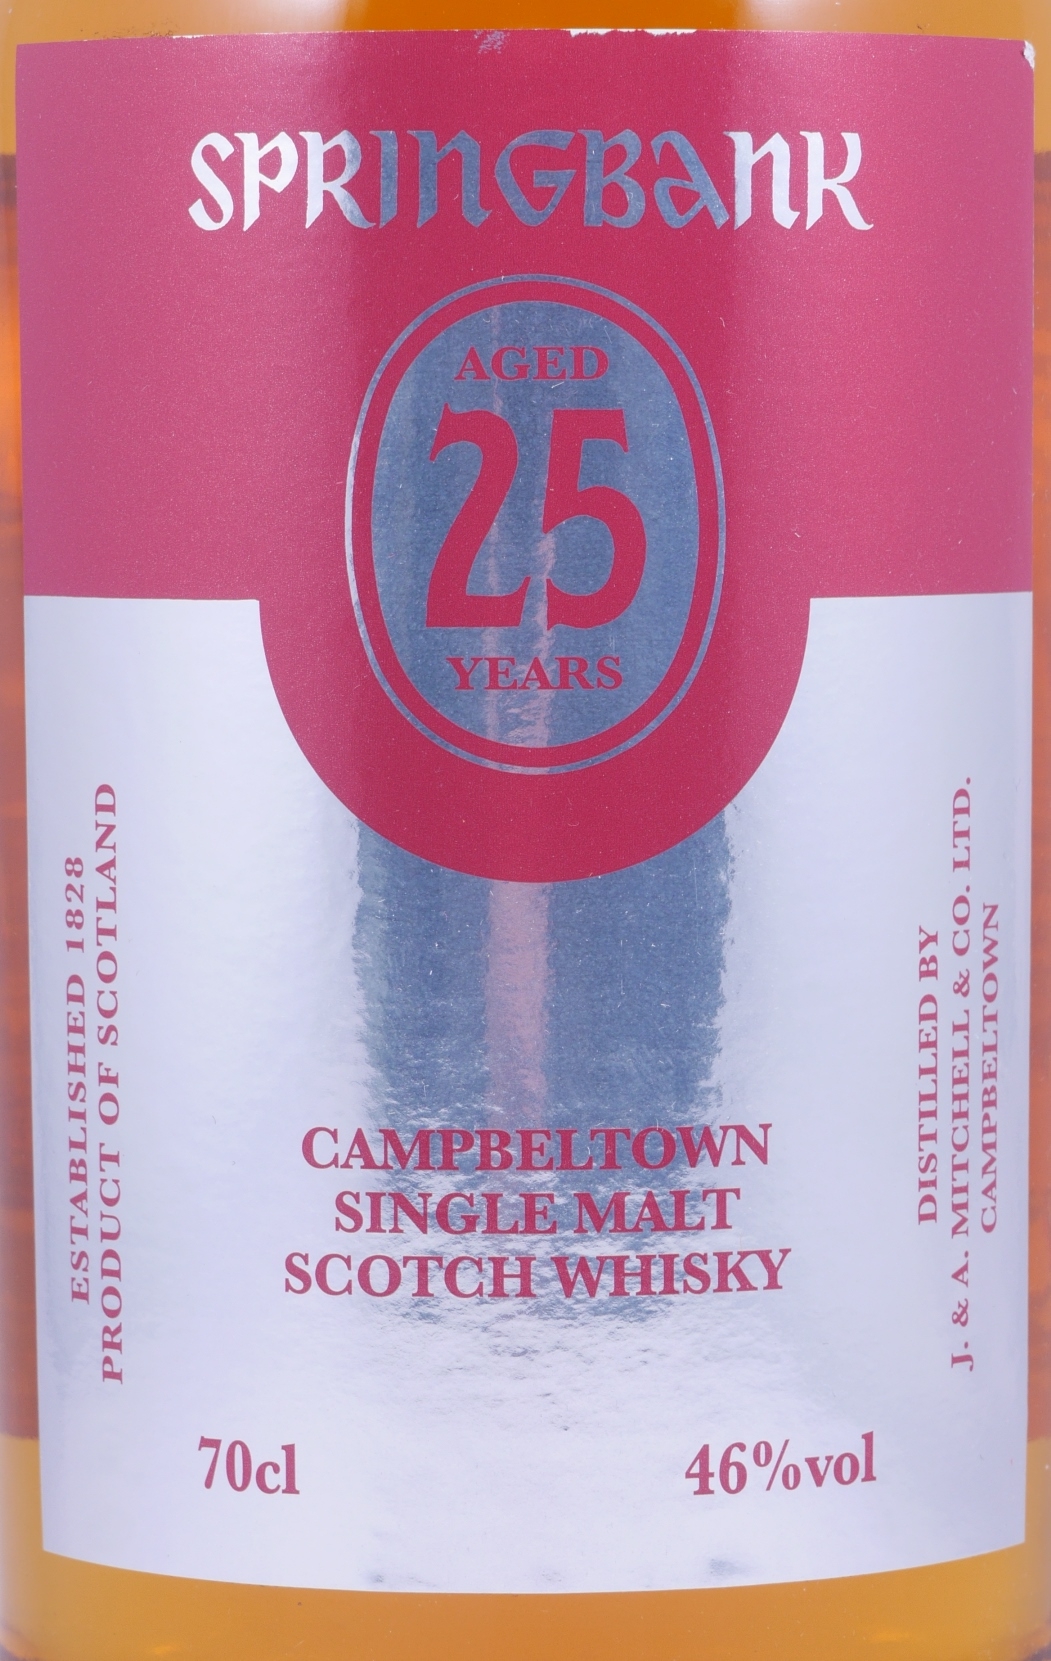 SPRINGBANK
AGED
25
YEARS
ESTABLISHED 1828
PRODUCT OF SCOTLAND
DISTILLED BY
J. & A. MITCHELL & CO. LTD.
CAMPBELTOWN
CAMPBELTOWN
SINGLE MALT
SCOTCH WHISKY
70cl
46%vol